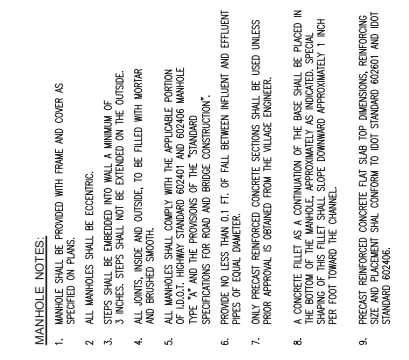 MANHOLE NOTES:
1. MANHOLE SHALL BE PROVIDED WITH FRAME AND COVER AS
SPECIFIED ON PLANS.
2 ALL MANHOLES SHALL BE ECCENTRIC.
3. STEPS SHALL BE EMBEDDED INTO WALL A MINIMUM OF
3 INCHES. STEPS SHALL NOT BE EXTENDED ON THE OUTSIDE.
4. ALL JOINTS, INSIDE AND OUTSIDE, TO BE FILLED WITH MORTAR
AND BRUSHED SMOOTH.
5. ALL MANHOLES SHALL COMPLY WITH THE APPLICABLE PORTION
OF I.D.O.T. HIGHWAY STANDARD 602401 AND 602406 MANHOLE
TYPE "A" AND THE PROVISIONS OF THE "STANDARD
SPECIFICATIONS FOR ROAD AND BRIDGE CONSTRUCTION".
6. PROVIDE NO LESS THAN 0.1 FT. OF FALL BETWEEN INFLUENT AND EFFLUENT
PIPES OF EQUAL DIAMETER.
7. ONLY PRECAST REINFORCED CONCRETE SECTIONS SHALL BE USED UNLESS
PRIOR APPROVAL IS OBTAINED FROM THE VILLAGE ENGINEER.
8. A CONCRETE FILLET AS A CONTINUATION OF THE BASE SHALL BE PLACED IN
THE BOTTOM OF THE MANHOLE, APPROXIMATELY AS INDICATED. SPECIAL
SHAPING OF THIS FILLET SHALL SLOPE DOWNWARD APPROXIMATELY 1 INCH
PER FOOT TOWARD THE CHANNEL.
9. PRECAST REINFORCED CONCRETE FLAT SLAB TOP DIMENSIONS, REINFORCING
SIZE AND PLACEMENT SHAL CONFORM TO IDOT STANDARD 602601 AND IDOT
STANDARD 602406.